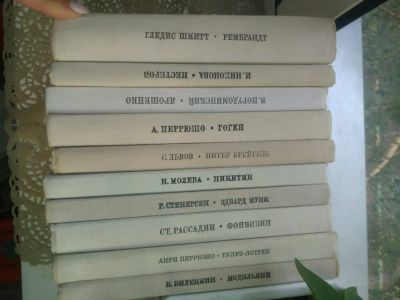 ГЛЕДИС ШМИТТ • РЕМБРАНДТ
И. НИКОНОВА • НЕСТЕРОВ
В. ПОРУДОМИНСКИЙ • ЯРОШЕНКО
А. ПЕРРЮШО • ГОГЕН
С. ЛЬВОВ • ПИТЕР БРЕЙГЕЛЬ
Н. МОЛЕВА • НИКИТИН
Р. СТЕНЕРСЕН • ЭДВАРД МУНК
СТ. РАССАДИН • ФОНВИЗИН
АНРИ ПЕРРЮШО • ТУЛУЗ-ЛОТРЕК
В. ВИЛЕНКИН • МОДИЛЬЯНИ